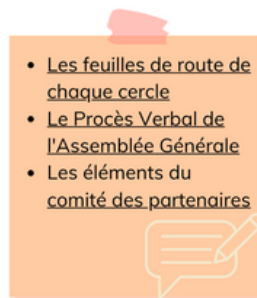 • Les feuilles de route de
chaque cercle
• Le Procès Verbal de
l'Assemblée Générale
• Les éléments du
comité des partenaires